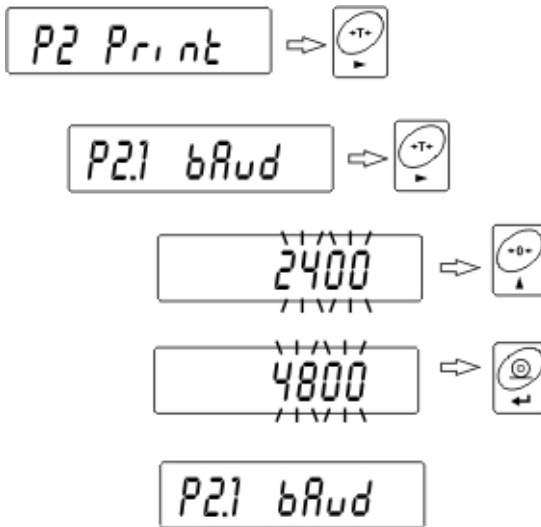 P2 Print
→T←
P2.1 bAud
→T←
2400
→0←
4800
P2.1 bAud